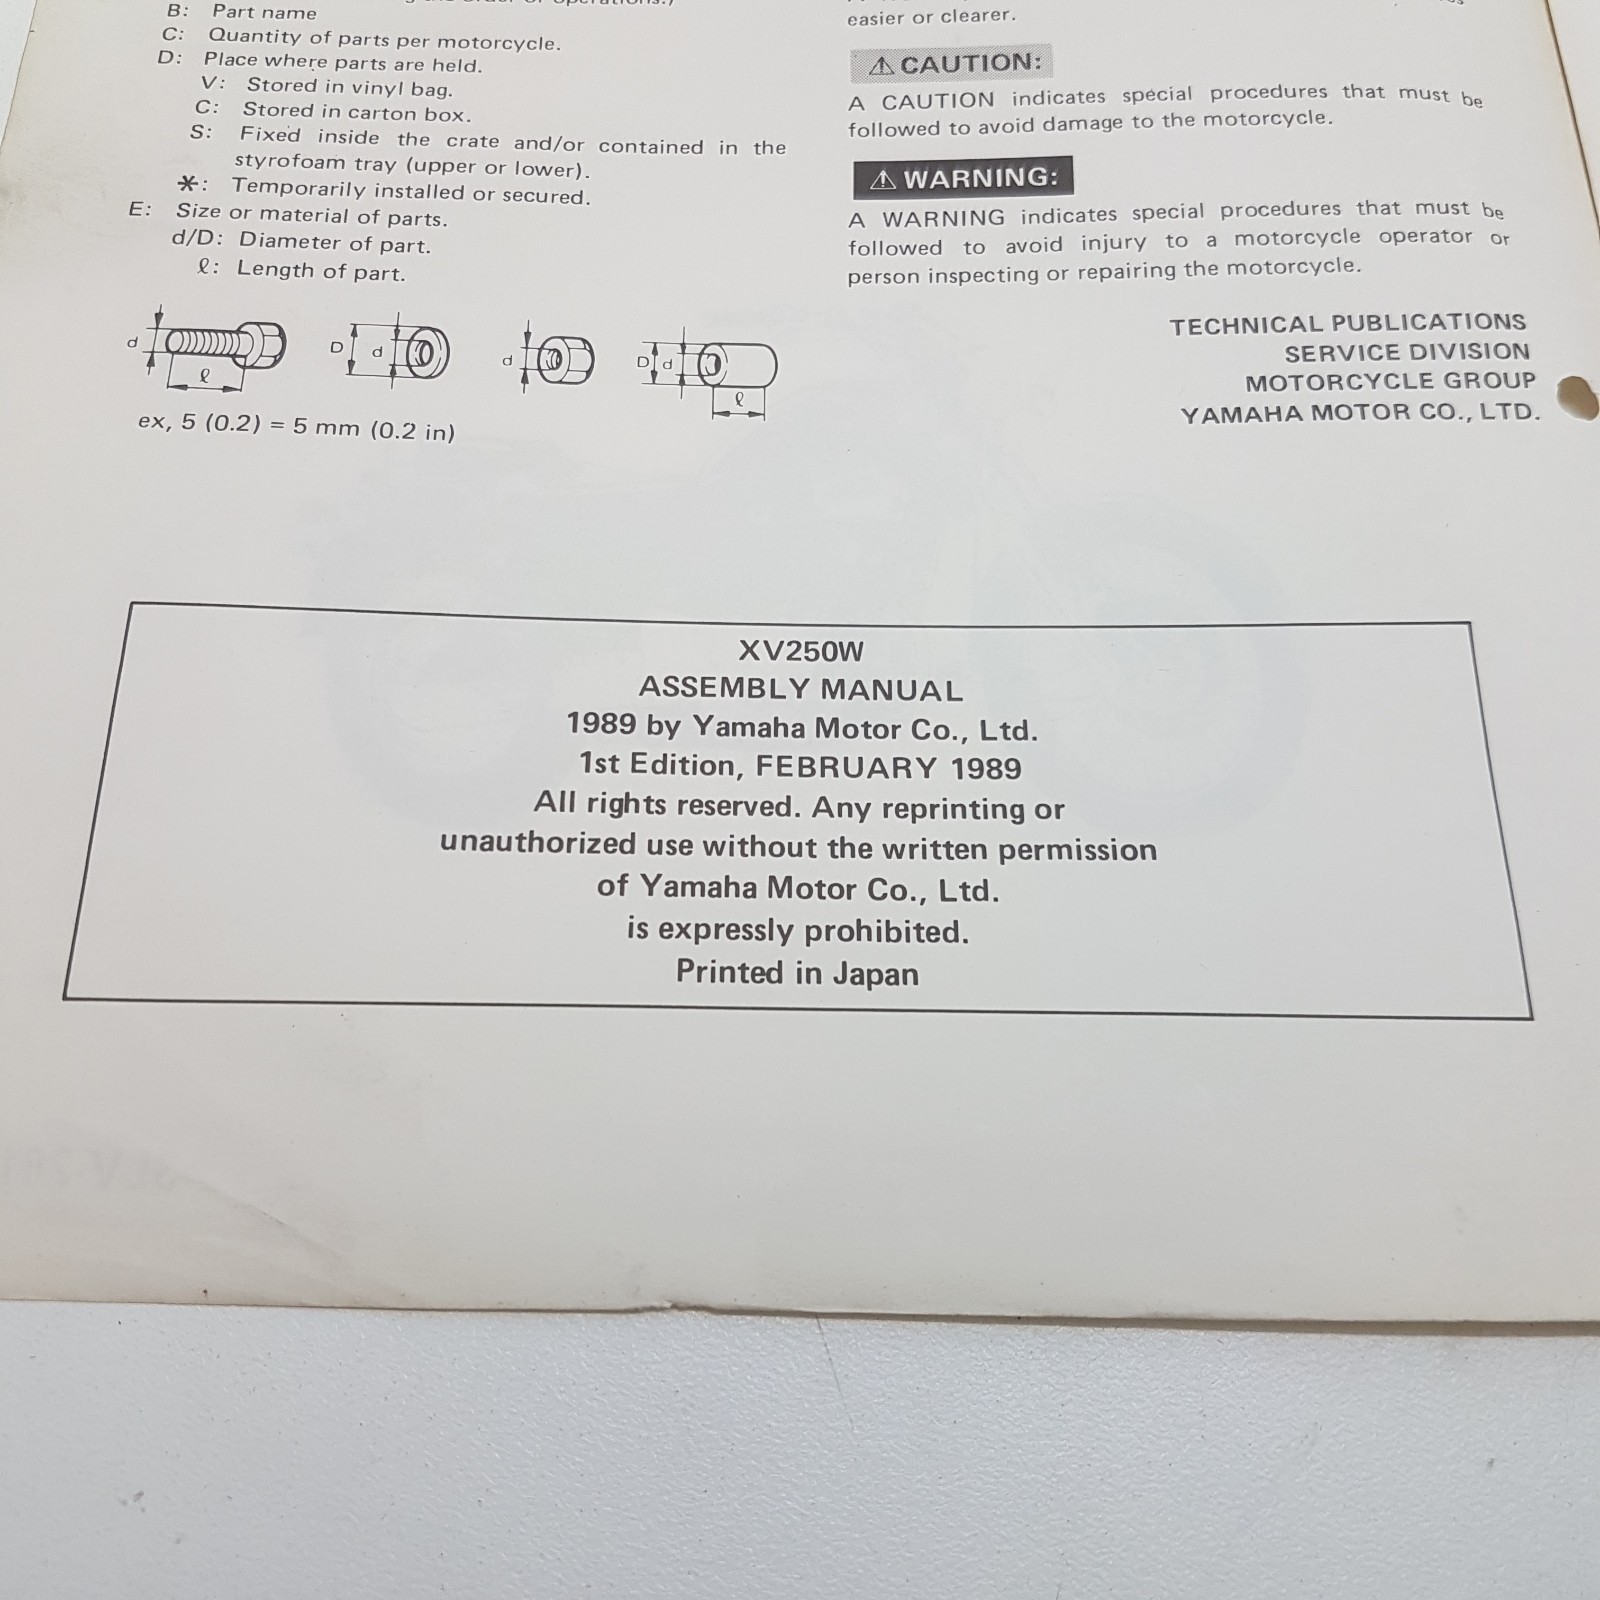 B: Part name
C: Quantity of parts per motorcycle.
D: Place where parts are held.
V: Stored in vinyl bag.
C: Stored in carton box.
S: Fixed inside the crate and/or contained in the
styrofoam tray (upper or lower).
*: Temporarily installed or secured.
E: Size or material of parts.
d/D: Diameter of part.
ℓ: Length of part.
d
ℓ
D
d
d
D
d
ℓ
ex, 5 (0.2) = 5 mm (0.2 in)
easier or clearer.
⚠ CAUTION:
A CAUTION indicates special procedures that must be
followed to avoid damage to the motorcycle.
⚠ WARNING:
A WARNING indicates special procedures that must be
followed to avoid injury to a motorcycle operator or
person inspecting or repairing the motorcycle.
TECHNICAL PUBLICATIONS
SERVICE DIVISION
MOTORCYCLE GROUP
YAMAHA MOTOR CO., LTD.
XV250W
ASSEMBLY MANUAL
1989 by Yamaha Motor Co., Ltd.
1st Edition, FEBRUARY 1989
All rights reserved. Any reprinting or
unauthorized use without the written permission
of Yamaha Motor Co., Ltd.
is expressly prohibited.
Printed in Japan